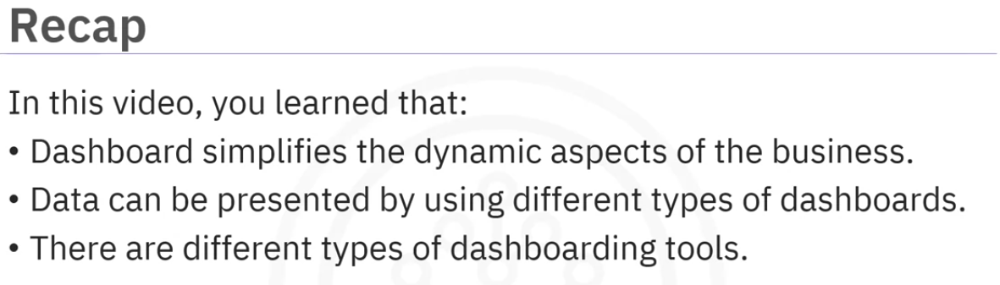 Recap
In this video, you learned that:
• Dashboard simplifies the dynamic aspects of the business.
• Data can be presented by using different types of dashboards.
• There are different types of dashboarding tools.